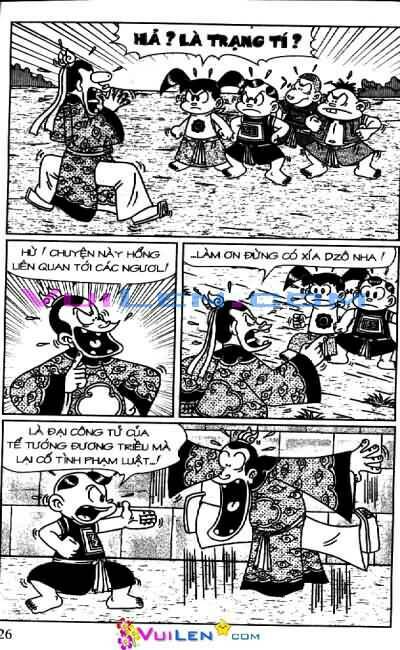 HẢ? LÀ TRẠNG TÍ?
HỪ! CHUYỆN NÀY HỔNG
LIÊN QUAN TỚI CÁC NGƯƠI!
...LÀM ƠN ĐỪNG CÓ XÍA DZÔ NHA!
VuiLen.com
LÀ ĐẠI CÔNG TỬ CỦA
TỂ TƯỚNG ĐƯƠNG TRIỀU MÀ
LẠI CỐ TÌNH PHẠM LUẬT...!
26
VuiLen.com